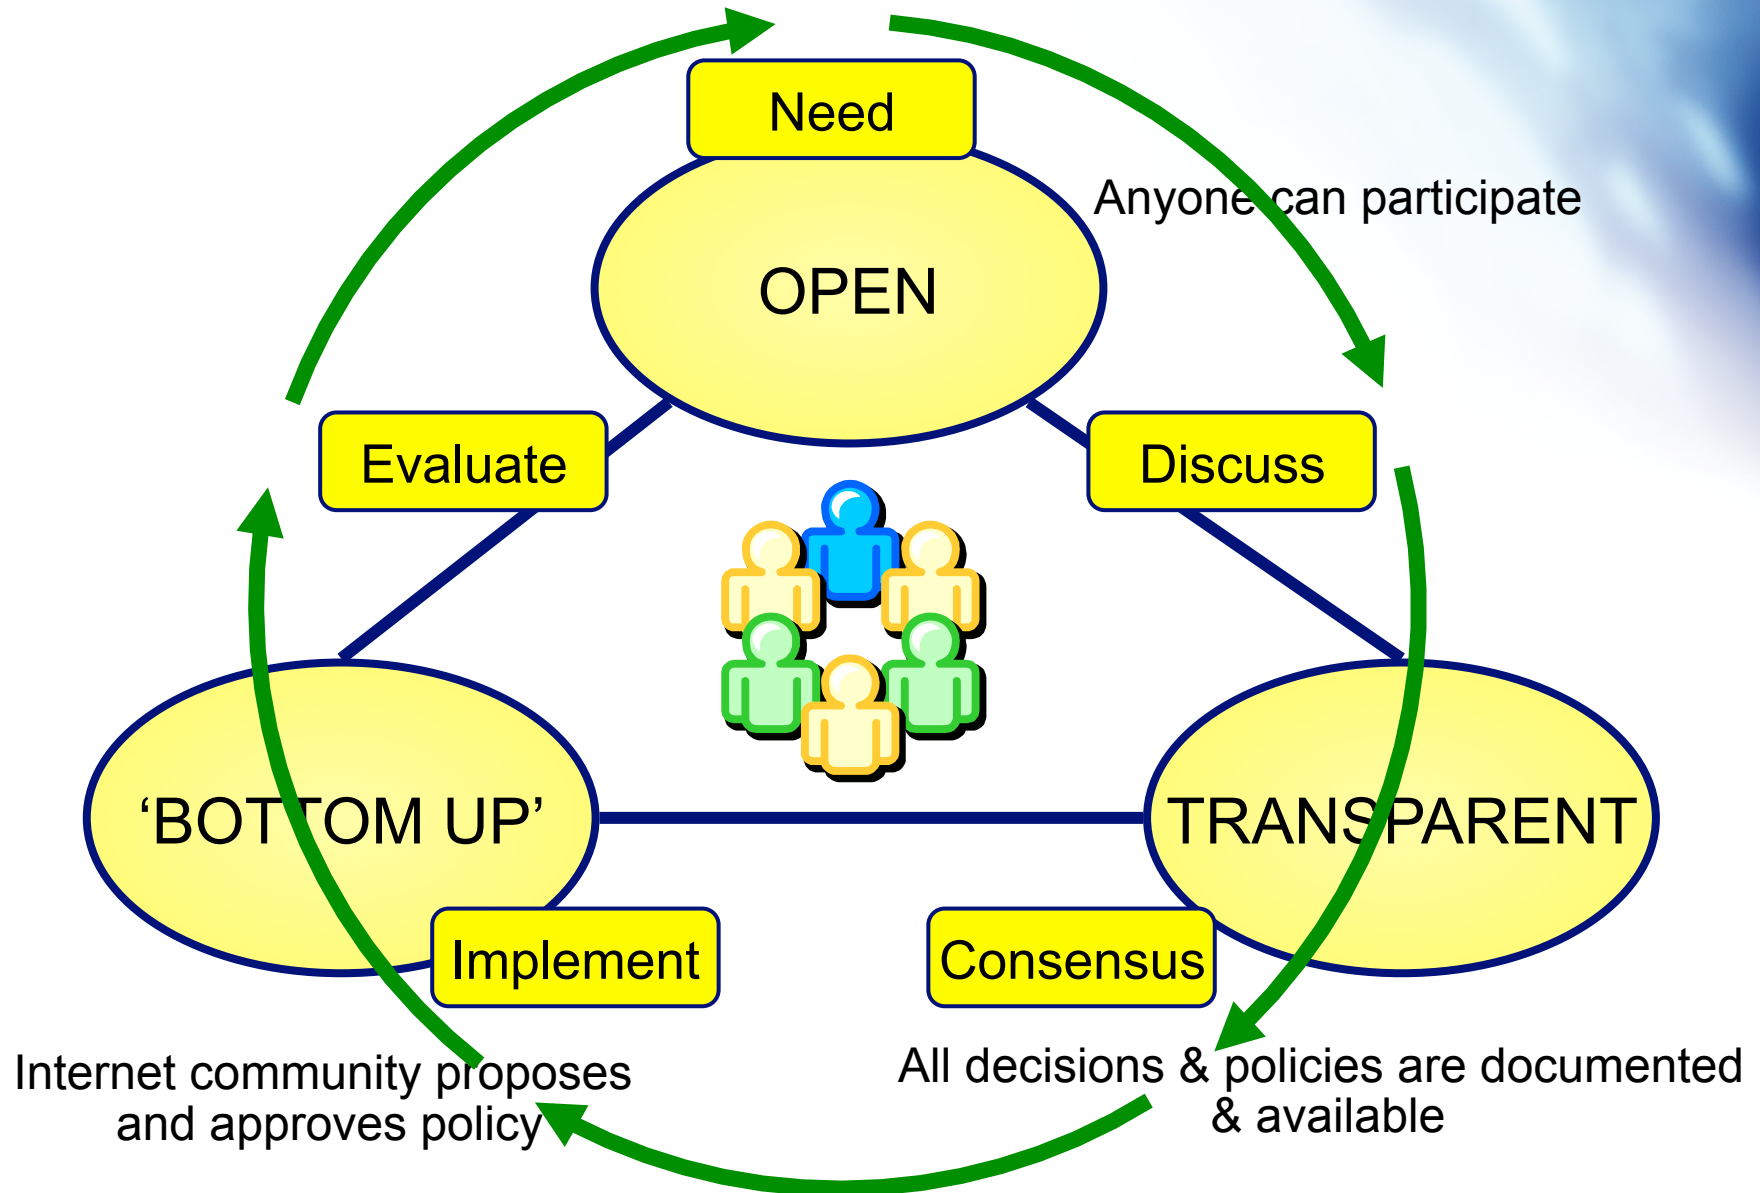 Need
Anyone can participate
OPEN
Evaluate
Discuss
‘BOTTOM UP’
TRANSPARENT
Implement
Consensus
Internet community proposes
and approves policy
All decisions & policies are documented
& available